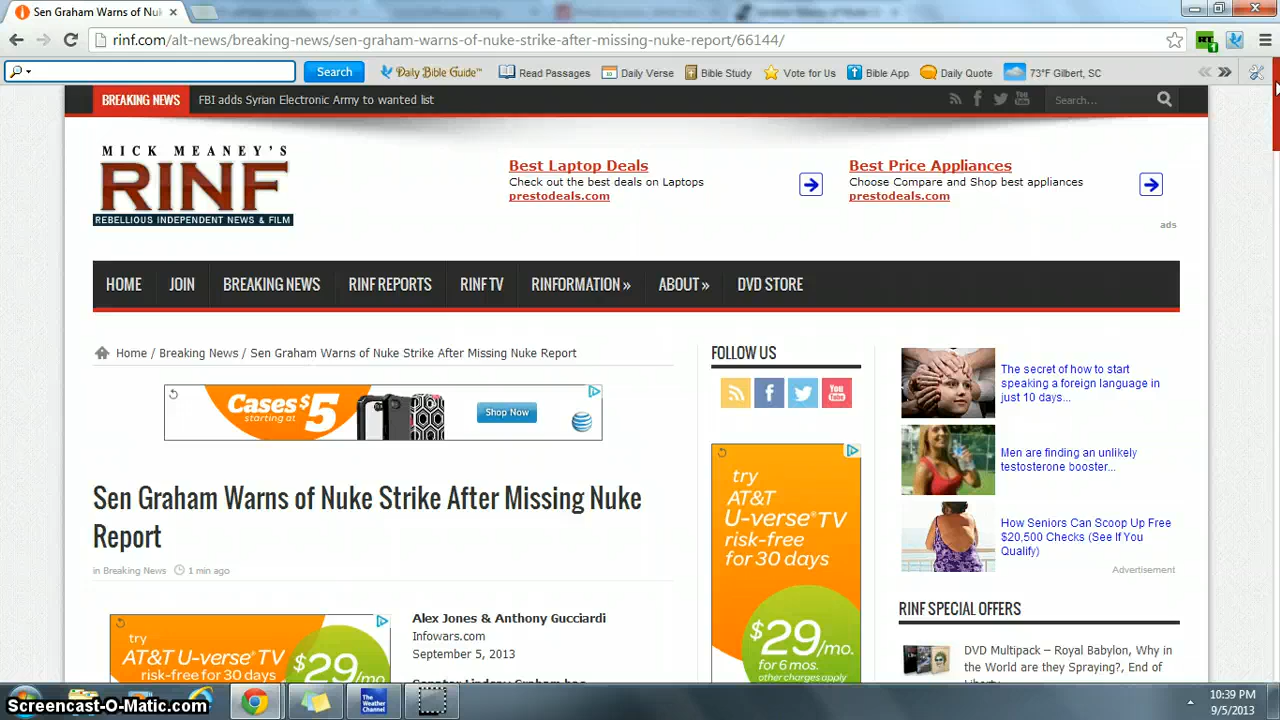 Sen Graham Warns of Nuk
rinf.com/alt-news/breaking-news/sen-graham-warns-of-nuke-strike-after-missing-nuke-report/66144/
Search
Daily Bible Guide™
Read Passages
Daily Verse
Bible Study
Vote for Us
Bible App
Daily Quote
73°F Gilbert, SC
BREAKING NEWS
FBI adds Syrian Electronic Army to wanted list
Search...
MICK MEANEY'S
RINF
REBELLIOUS INDEPENDENT NEWS & FILM
Best Laptop Deals
Check out the best deals on Laptops
prestodeals.com
Best Price Appliances
Choose Compare and Shop best appliances
prestodeals.com
ads
HOME
JOIN
BREAKING NEWS
RINF REPORTS
RINF TV
RINFORMATION »
ABOUT »
DVD STORE
Home / Breaking News / Sen Graham Warns of Nuke Strike After Missing Nuke Report
Cases $5
starting at
Shop Now
at&t
Sen Graham Warns of Nuke Strike After Missing Nuke
Report
in Breaking News 1 min ago
try
AT&T U-verse® TV
risk-free for 30 days
$29/mo.
Alex Jones & Anthony Gucciardi
Infowars.com
September 5, 2013
Senator Lindsey Graham has
FOLLOW US
You Tube
try
AT&T
U-verse® TV
risk-free
for 30 days
$29/mo.
for 6 mos.
other charges apply
The secret of how to start
speaking a foreign language in
just 10 days...
Men are finding an unlikely
testosterone booster...
How Seniors Can Scoop Up Free
$20,500 Checks (See If You
Qualify)
Advertisement
RINF SPECIAL OFFERS
DVD Multipack – Royal Babylon, Why in
the World are they Spraying?, End of
Liberty
The Weather Channel
10:39 PM
9/5/2013
Screencast-O-Matic.com